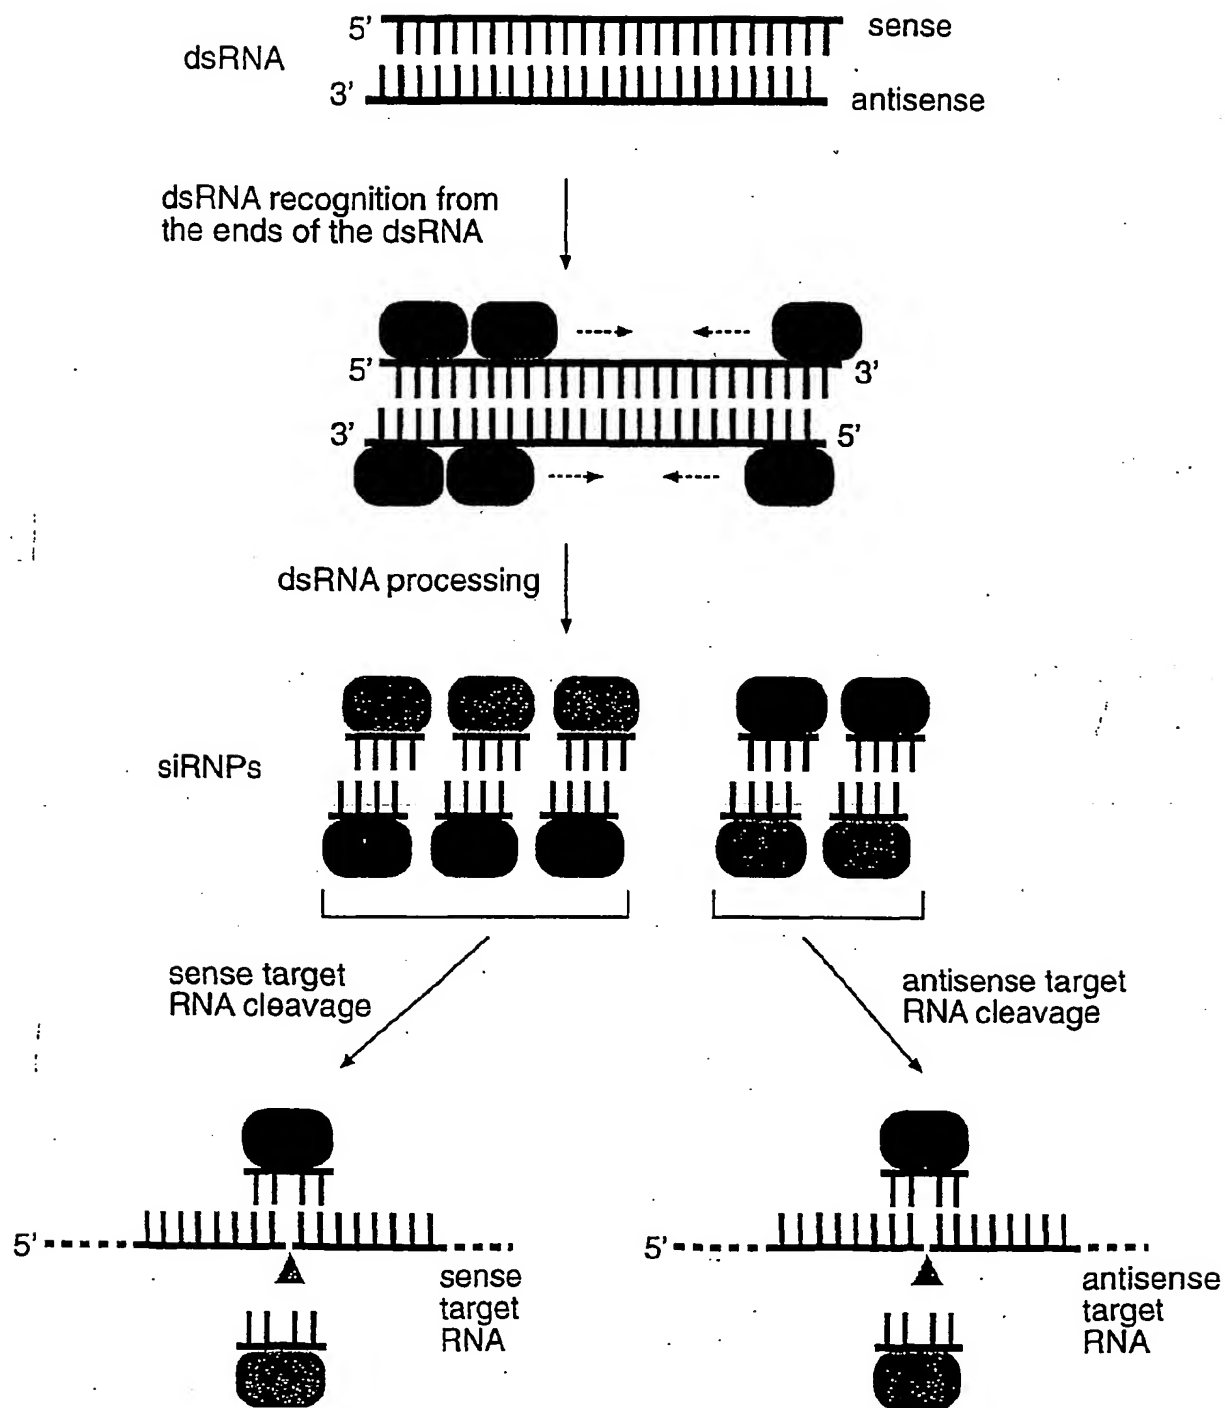 5' sense
dsRNA
3' antisense
dsRNA recognition from
the ends of the dsRNA
5' 3'
3' 5'
dsRNA processing
siRNPs
sense target
RNA cleavage
antisense target
RNA cleavage
5'
sense
target
RNA
5'
antisense
target
RNA